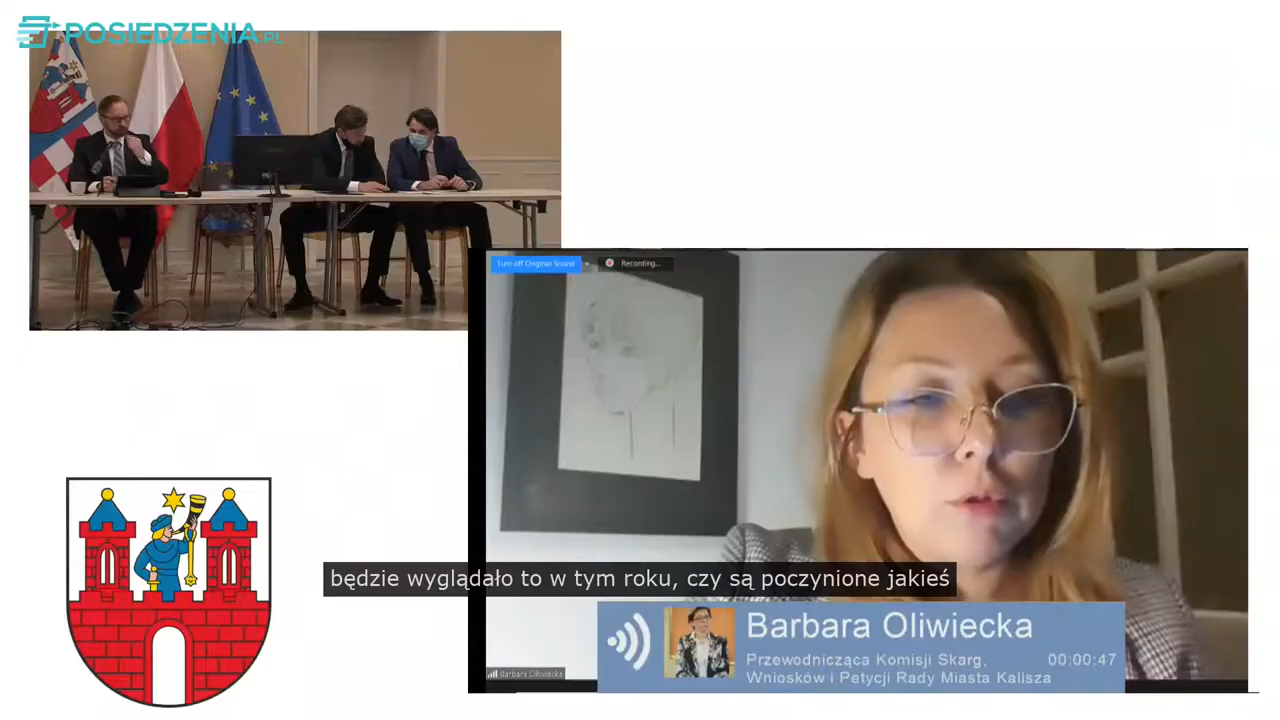 POSIEDZENIA.PL
Turn off Original Sound
Recording...
będzie wyglądało to w tym roku, czy są poczynione jakieś
Barbara Oliwiecka
Przewodnicząca Komisji Skarg,
00:00:47
Wniosków i Petycji Rady Miasta Kalisza
Barbara Oliwiecka